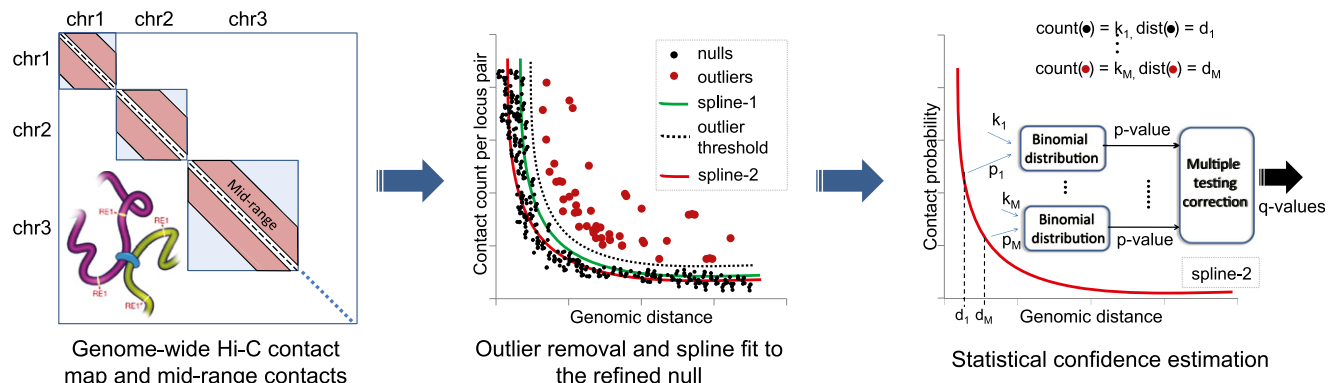 chr1 chr2 chr3
chr1
chr2
chr3
Mid-range
RE1
RE1
RE1
RE1
Genome-wide Hi-C contact
map and mid-range contacts
Contact count per locus pair
nulls
outliers
spline-1
outlier
threshold
spline-2
Genomic distance
Outlier removal and spline fit to
the refined null
count(●) = k1, dist(●) = d1
⋮
count(●) = kM, dist(●) = dM
Contact probability
k1
p1
Binomial
distribution
p-value
kM
pM
Binomial
distribution
p-value
Multiple
testing
correction
q-values
spline-2
d1 dM
Genomic distance
Statistical confidence estimation